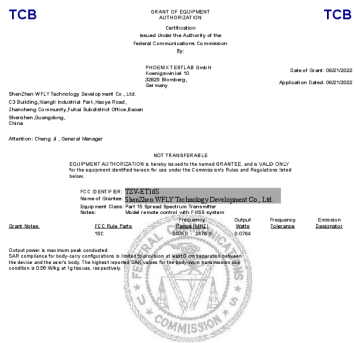 TCB
GRANT OF EQUIPMENT
AUTHORIZATION
TCB
Certification
Issued Under the Authority of the
Federal Communications Commission
By:
PHOENIX TESTLAB GmbH
Koenigswinkel 10
32825 Blomberg,
Germany
Date of Grant: 06/21/2022
Application Dated: 06/21/2022
ShenZhen WFLY Technology Development Co., Ltd.
C3 Building,Hangli Industrial Park,Haoye Road,
Zhancheng Community,Fuhai Subdistrict Office,Baoan
Shenzhen,Guangdong,
China
Attention: Cheng Ji , General Manager
NOT TRANSFERABLE
EQUIPMENT AUTHORIZATION is hereby issued to the named GRANTEE, and is VALID ONLY
for the equipment identified hereon for use under the Commission's Rules and Regulations listed
below.
FCC IDENTIFIER: TZV-ET16S
Name of Grantee: ShenZhen WFLY Technology Development Co., Ltd.
Equipment Class: Part 15 Spread Spectrum Transmitter
Notes: Model remote control with FHSS system
Grant Notes FCC Rule Parts Frequency Range (MHZ) Output Watts Frequency Tolerance Emission Designator
15C 2405.0 - 2478.0 0.0764
Output power is maximum peak conducted.
SAR compliance for body-carry configurations is limited to provision at least 0 cm separation between
the device and the user's body. The highest reported SAR values for the body-worn transmission use
condition is 0.56 W/kg at 1g tissues, respectively.
FEDERAL COMMUNICATIONS COMMISSION